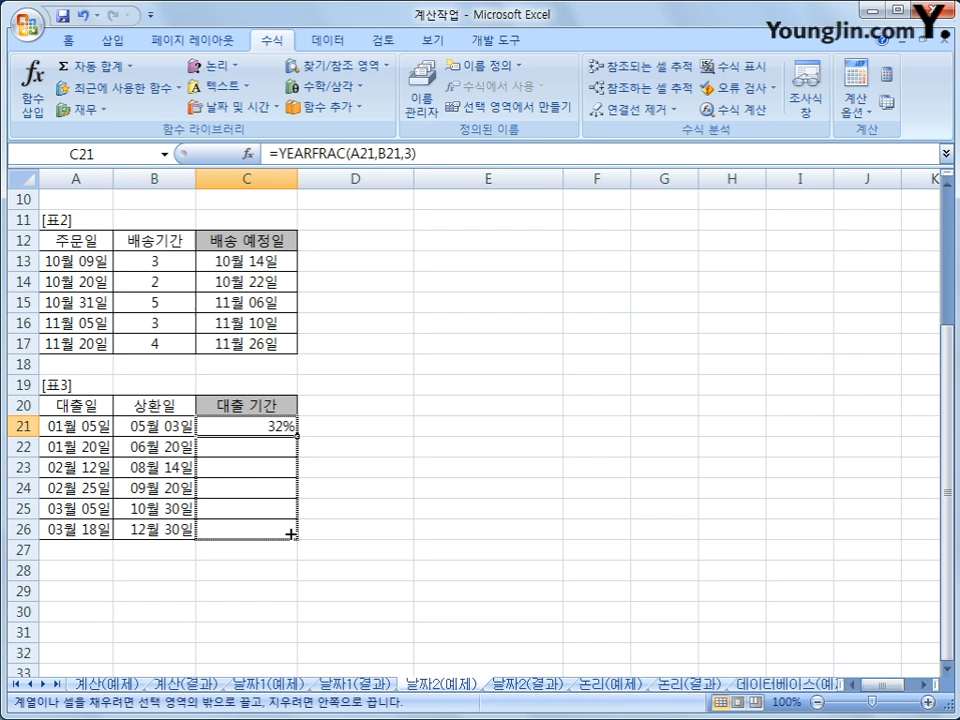 계산작업 - Microsoft Excel
YoungJin.com Y.
홈 삽입 페이지 레이아웃 수식 데이터 검토 보기 개발 도구
fx 함수 삽입
Σ 자동 합계
최근에 사용한 함수
재무
논리
텍스트
날짜 및 시간
찾기/참조 영역
수학/삼각
함수 추가
함수 라이브러리
이름 관리자
이름 정의
수식에서 사용
선택 영역에서 만들기
정의된 이름
참조되는 셀 추적
참조하는 셀 추적
연결선 제거
수식 표시
오류 검사
수식 계산
수식 분석
조사식 창
계산 옵션
계산
C21 fx =YEARFRAC(A21,B21,3)
A B C D E F G H I J K
10
11 [표2]
12 주문일 배송기간 배송 예정일
13 10월 09일 3 10월 14일
14 10월 20일 2 10월 22일
15 10월 31일 5 11월 06일
16 11월 05일 3 11월 10일
17 11월 20일 4 11월 26일
18
19 [표3]
20 대출일 상환일 대출 기간
21 01월 05일 05월 03일 32%
22 01월 20일 06월 20일
23 02월 12일 08월 14일
24 02월 25일 09월 20일
25 03월 05일 10월 30일
26 03월 18일 12월 30일
27
28
29
30
31
32
33
계산(예제) 계산(결과) 날짜1(예제) 날짜1(결과) 날짜2(예제) 날짜2(결과) 논리(예제) 논리(결과) 데이터베이스(예
계열이나 셀을 채우려면 선택 영역의 밖으로 끌고, 지우려면 안쪽으로 끕니다. 100%